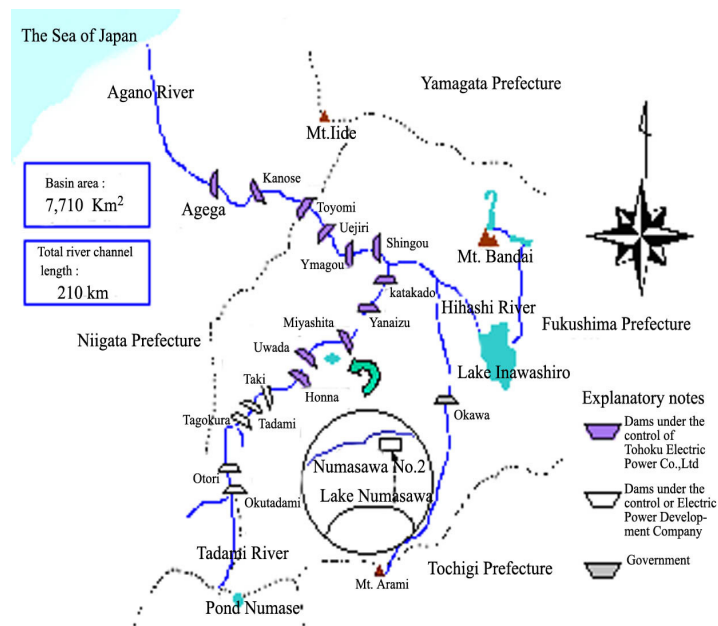 The Sea of Japan
Agano River
Yamagata Prefecture
Mt.Iide
Basin area :
7,710 Km2
Kanose
Agega
Toyomi
Uejiri
Shingou
Ymagou
Mt. Bandai
Total river channel
length :
210 km
katakado
Hihashi River
Yanaizu
Fukushima Prefecture
Niigata Prefecture
Miyashita
Uwada
Lake Inawashiro
Taki
Honna
Okawa
Tagokura
Tadami
Numasawa No.2
Lake Numasawa
Otori
Okutadami
Tadami River
Mt. Arami
Tochigi Prefecture
Pond Numase
Explanatory notes
Dams under the
control of
Tohoku Electric
Power Co.,Ltd
Dams under the
control or Electric
Power Develop-
ment Company
Government